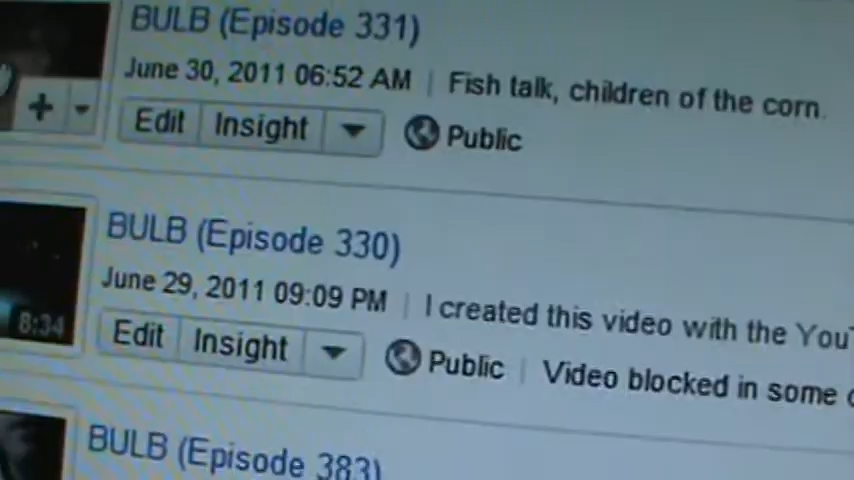 BULB (Episode 331)
June 30, 2011 06:52 AM | Fish talk, children of the corn.
+
Edit Insight Public
BULB (Episode 330)
June 29, 2011 09:09 PM | I created this video with the You
8:34
Edit Insight Public | Video blocked in some
BULB (Episode 383)